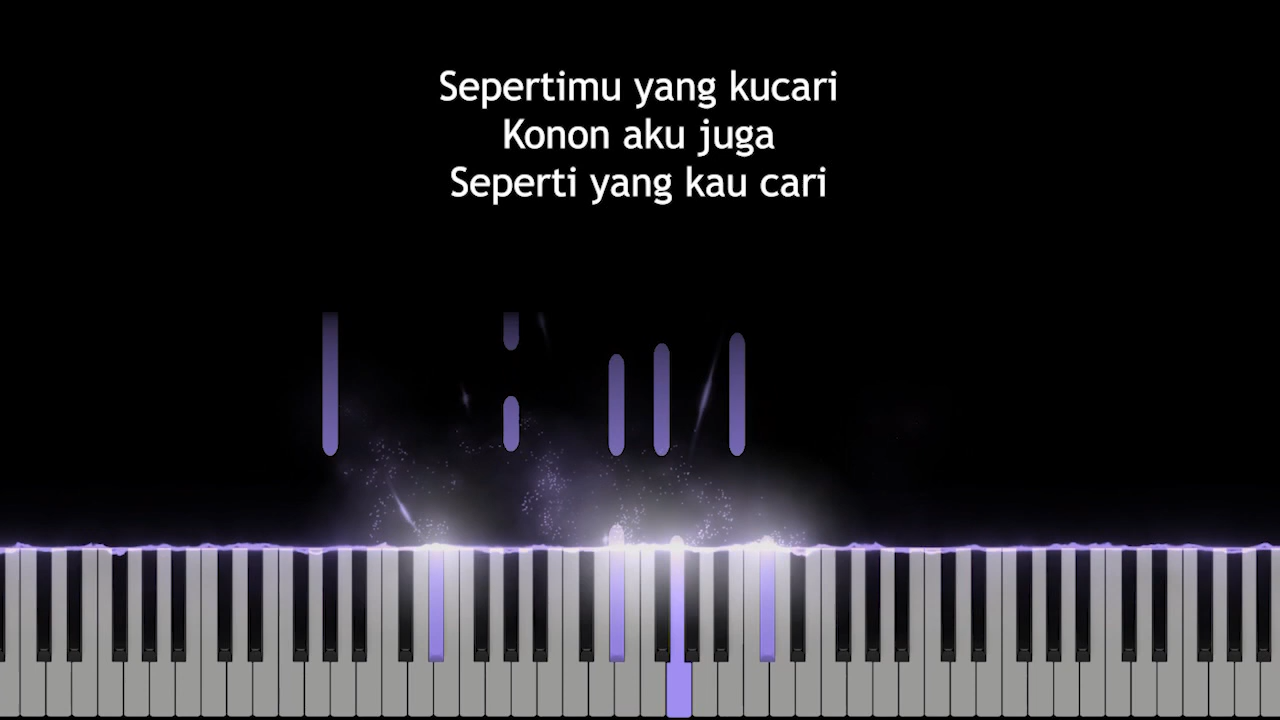 Sepertimu yang kucari
Konon aku juga
Seperti yang kau cari